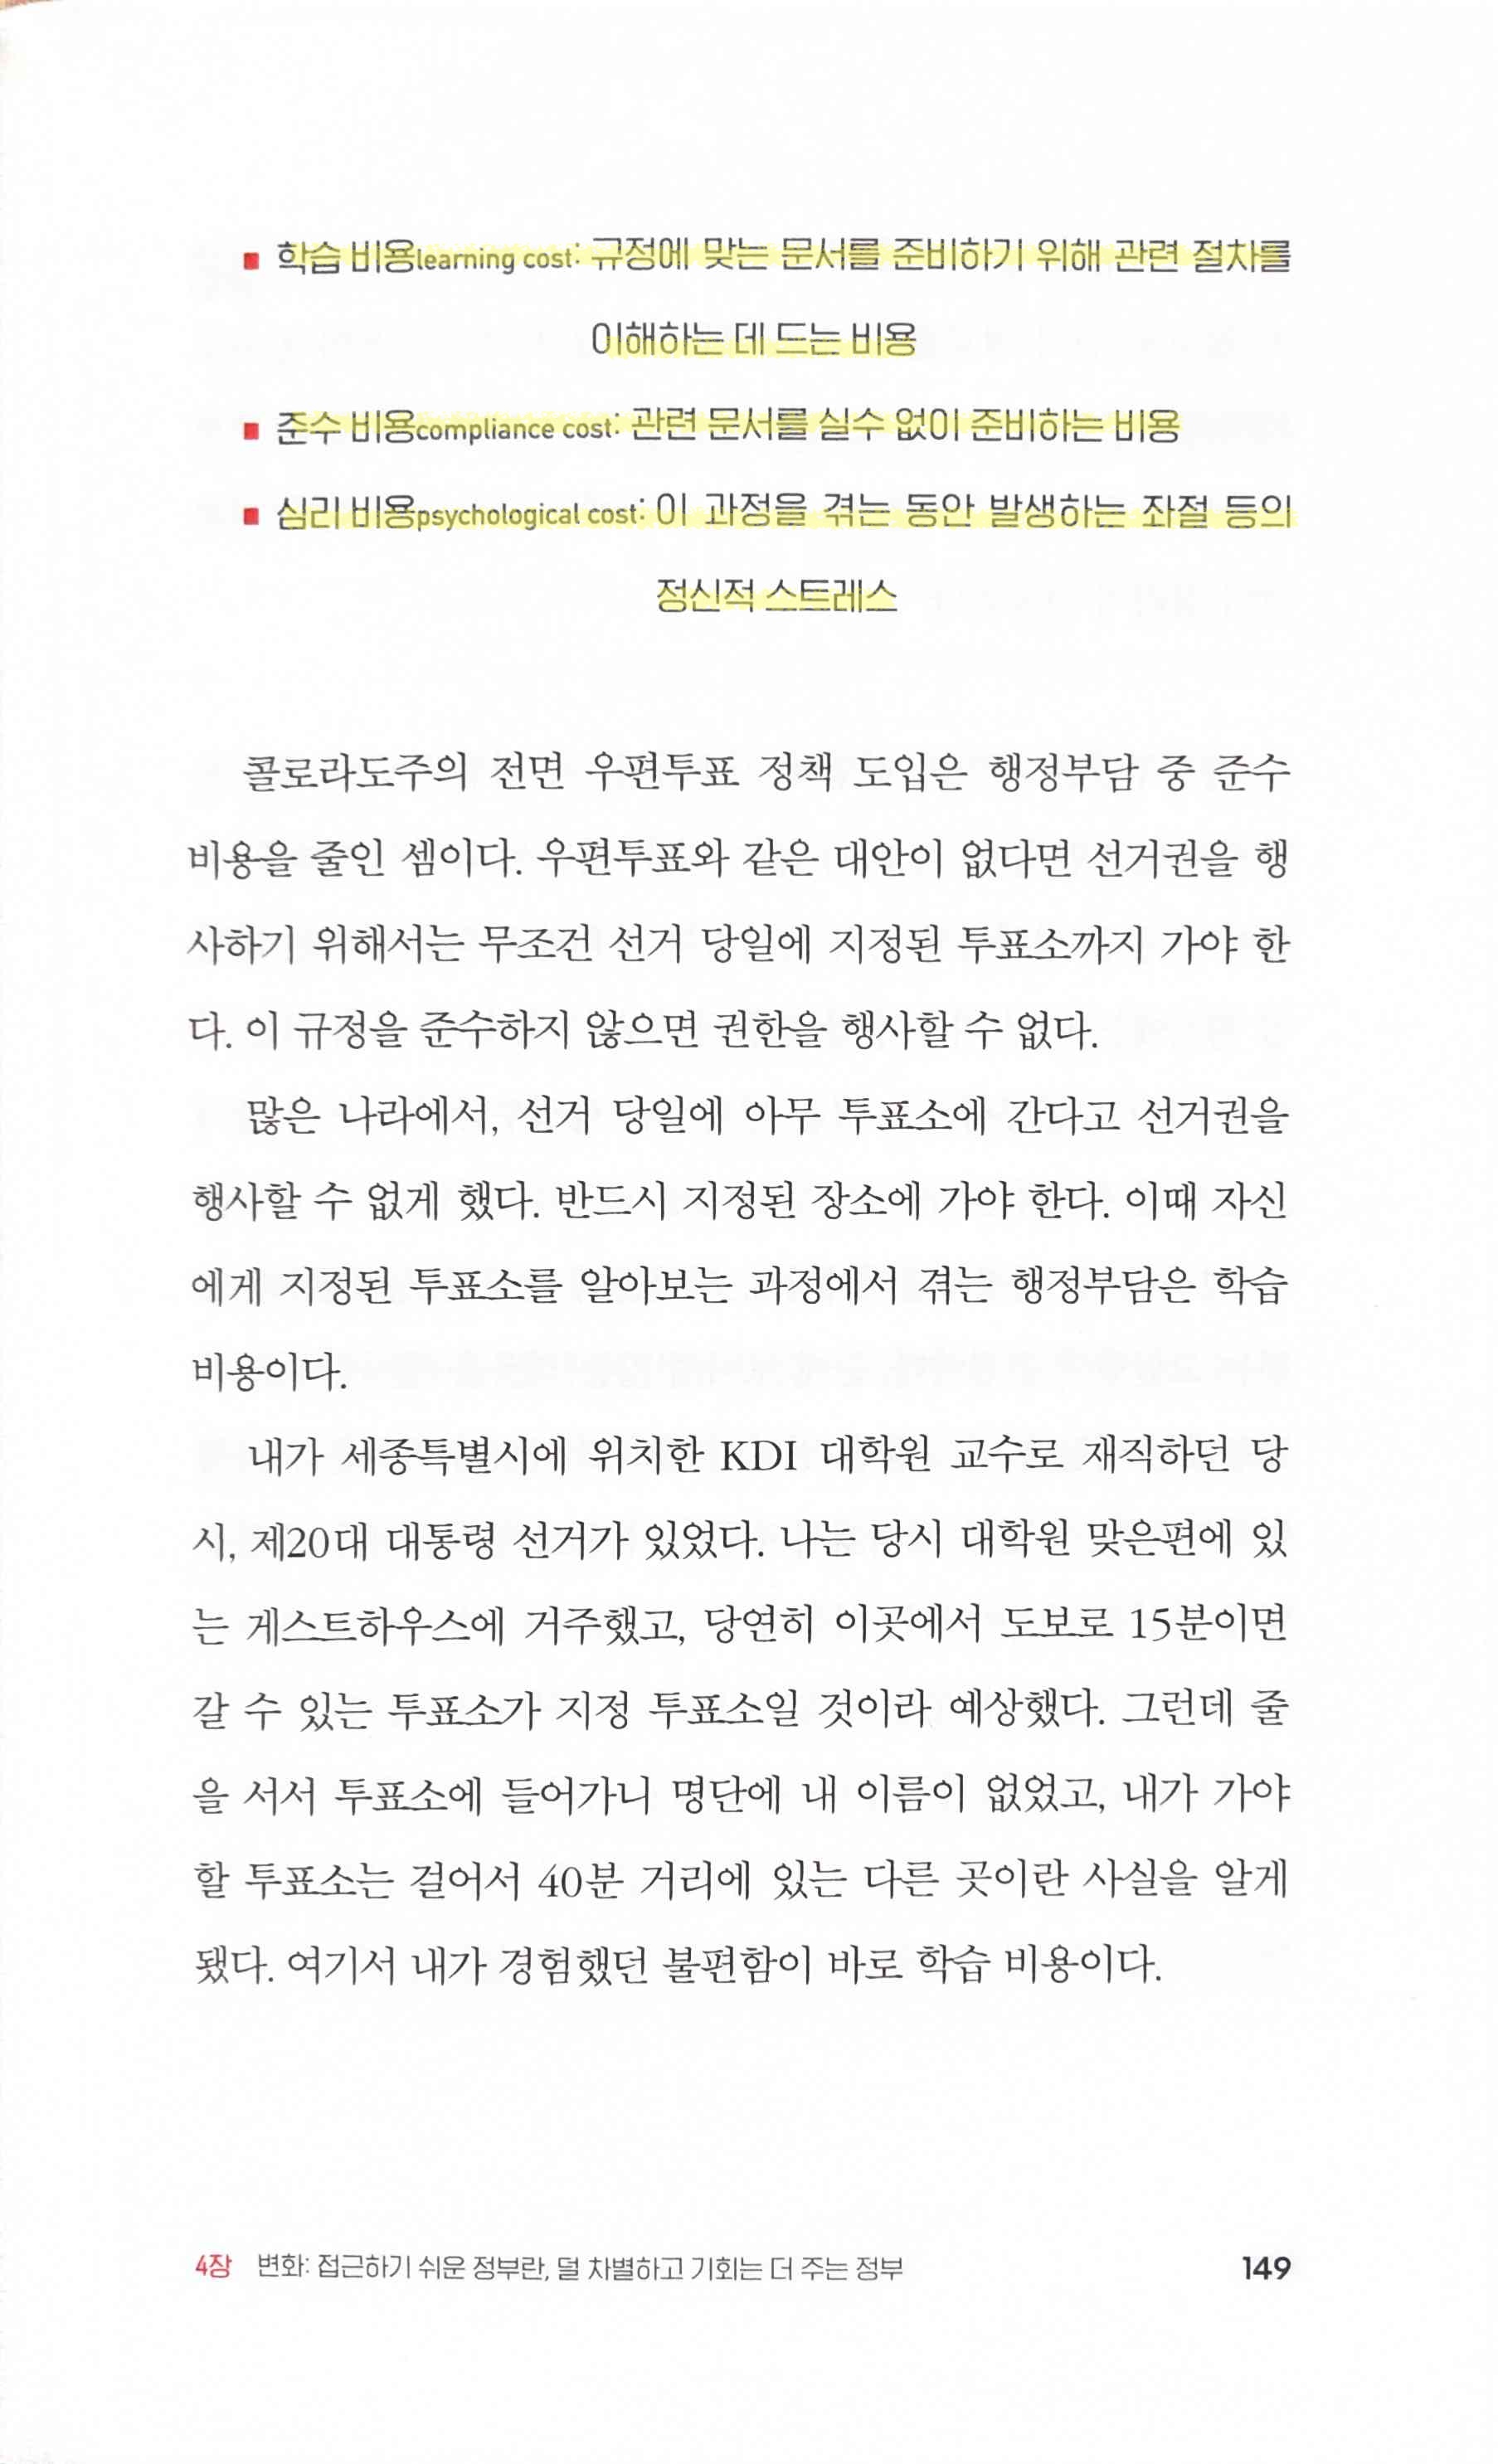 ▪ 학습 비용learning cost: 규정에 맞는 문서를 준비하기 위해 관련 절차를
이해하는 데 드는 비용
▪ 준수 비용compliance cost: 관련 문서를 실수 없이 준비하는 비용
▪ 심리 비용psychological cost: 이 과정을 겪는 동안 발생하는 좌절 등의
정신적 스트레스
콜로라도주의 전면 우편투표 정책 도입은 행정부담 중 준수
비용을 줄인 셈이다. 우편투표와 같은 대안이 없다면 선거권을 행
사하기 위해서는 무조건 선거 당일에 지정된 투표소까지 가야 한
다. 이 규정을 준수하지 않으면 권한을 행사할 수 없다.
많은 나라에서, 선거 당일에 아무 투표소에 간다고 선거권을
행사할 수 없게 했다. 반드시 지정된 장소에 가야 한다. 이때 자신
에게 지정된 투표소를 알아보는 과정에서 겪는 행정부담은 학습
비용이다.
내가 세종특별시에 위치한 KDI 대학원 교수로 재직하던 당
시, 제20대 대통령 선거가 있었다. 나는 당시 대학원 맞은편에 있
는 게스트하우스에 거주했고, 당연히 이곳에서 도보로 15분이면
갈 수 있는 투표소가 지정 투표소일 것이라 예상했다. 그런데 줄
을 서서 투표소에 들어가니 명단에 내 이름이 없었고, 내가 가야
할 투표소는 걸어서 40분 거리에 있는 다른 곳이란 사실을 알게
됐다. 여기서 내가 경험했던 불편함이 바로 학습 비용이다.
4장 변화: 접근하기 쉬운 정부란, 덜 차별하고 기회는 더 주는 정부 149